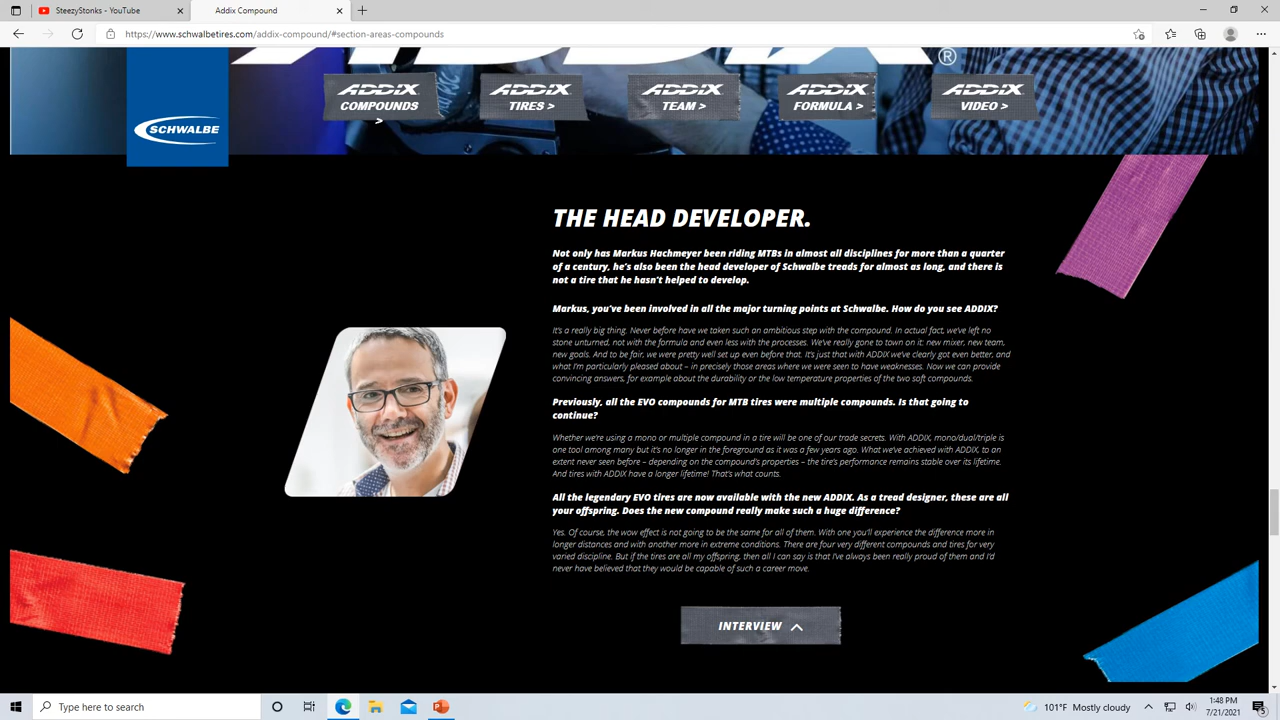 SteezyStonks - YouTube
Addix Compound
https://www.schwalbetires.com/addix-compound/#section-areas-compounds
®
SCHWALBE
ADDIX
COMPOUNDS
>
ADDIX
TIRES >
ADDIX
TEAM >
ADDIX
FORMULA >
ADDIX
VIDEO >
THE HEAD DEVELOPER.
Not only has Markus Hachmeyer been riding MTBs in almost all disciplines for more than a quarter
of a century, he's also been the head developer of Schwalbe treads for almost as long, and there is
not a tire that he hasn't helped to develop.
Markus, you've been involved in all the major turning points at Schwalbe. How do you see ADDIX?
It's a really big thing. Never before have we taken such an ambitious step with the compound. In actual fact, we've left no
stone unturned, not with the formula and even less with the processes. We've really gone to town on it: new mixer, new team,
new goals. And to be fair, we were pretty well set up even before that. It's just that with ADDIX we've clearly got even better, and
what I'm particularly pleased about – in precisely those areas where we were seen to have weaknesses. Now we can provide
convincing answers, for example about the durability or the low temperature properties of the two soft compounds.
Previously, all the EVO compounds for MTB tires were multiple compounds. Is that going to
continue?
Whether we're using a mono or multiple compound in a tire will be one of our trade secrets. With ADDIX, mono/dual/triple is
one tool among many but it's no longer in the foreground as it was a few years ago. What we've achieved with ADDIX, to an
extent never seen before – depending on the compound's properties – the tire's performance remains stable over its lifetime.
And tires with ADDIX have a longer lifetime! That's what counts.
All the legendary EVO tires are now available with the new ADDIX. As a tread designer, these are all
your offspring. Does the new compound really make such a huge difference?
Yes. Of course, the wow effect is not going to be the same for all of them. With one you'll experience the difference more in
longer distances and with another more in extreme conditions. There are four very different compounds and tires for very
varied discipline. But if the tires are all my offspring, then all I can say is that I've always been really proud of them and I'd
never have believed that they would be capable of such a career move.
INTERVIEW
Type here to search
101°F Mostly cloudy
1:48 PM
7/21/2021
5